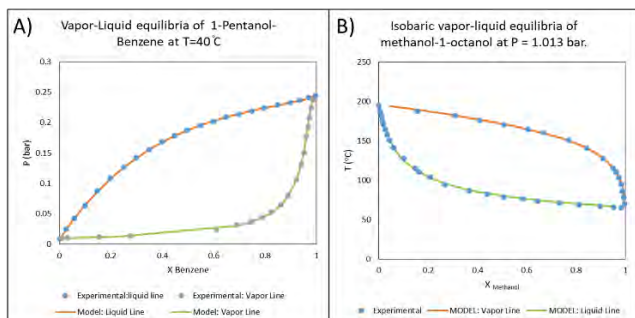 A)
Vapor-Liquid equilibria of 1-Pentanol-
Benzene at T=40°C
P (bar)
0.3
0.25
0.2
0.15
0.1
0.05
0
0 0.2 0.4 0.6 0.8 1
X Benzene
Experimental:liquid line
Experimental: Vapor Line
Model: Liquid Line
Model: Vapor Line
B)
Isobaric vapor-liquid equilibria of
methanol-1-octanol at P = 1.013 bar.
T (°C)
200
150
100
50
0
0 0.2 0.4 0.6 0.8 1
X Methanol
Experimental
MODEL: Vapor Line
MODEL: Liquid Line